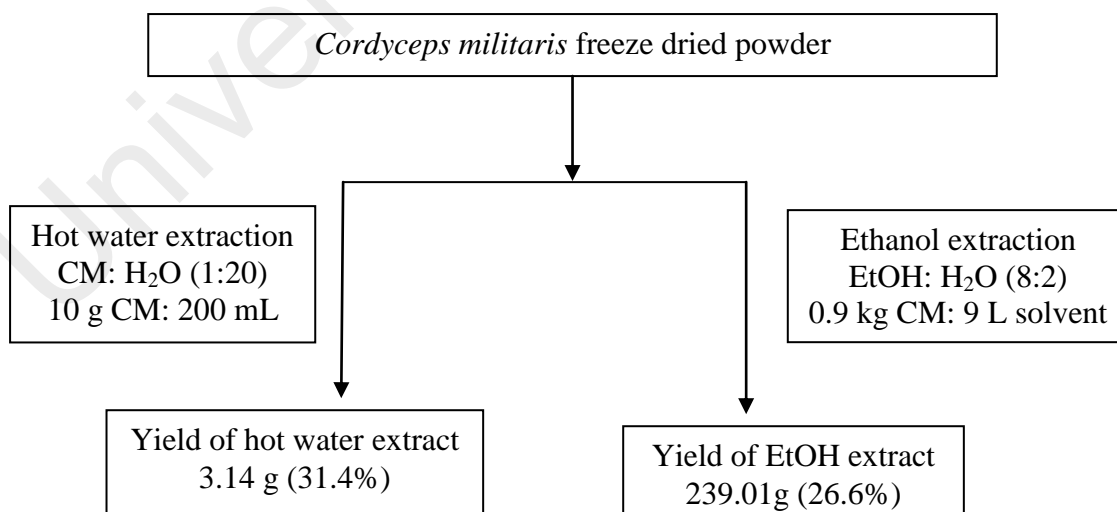 Cordyceps militaris freeze dried powder
Hot water extraction
CM: H₂O (1:20)
10 g CM: 200 mL
Ethanol extraction
EtOH: H₂O (8:2)
0.9 kg CM: 9 L solvent
Yield of hot water extract
3.14 g (31.4%)
Yield of EtOH extract
239.01g (26.6%)
Univer